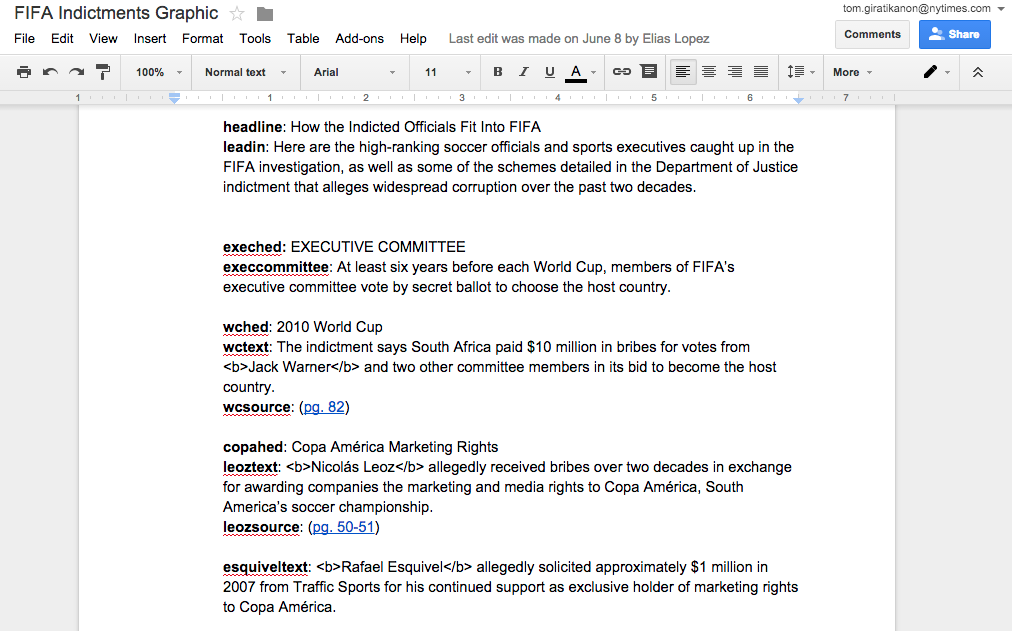 FIFA Indictments Graphic
tom.giratikanon@nytimes.com
File Edit View Insert Format Tools Table Add-ons Help Last edit was made on June 8 by Elias Lopez
Comments Share
100% Normal text Arial 11 B I U A More
1 1 2 3 4 5 6 7
headline: How the Indicted Officials Fit Into FIFA
leadin: Here are the high-ranking soccer officials and sports executives caught up in the
FIFA investigation, as well as some of the schemes detailed in the Department of Justice
indictment that alleges widespread corruption over the past two decades.
exeched: EXECUTIVE COMMITTEE
execcommittee: At least six years before each World Cup, members of FIFA's
executive committee vote by secret ballot to choose the host country.
wched: 2010 World Cup
wctext: The indictment says South Africa paid $10 million in bribes for votes from
<b>Jack Warner</b> and two other committee members in its bid to become the host
country.
wcsource: (pg. 82)
copahed: Copa América Marketing Rights
leoztext: <b>Nicolás Leoz</b> allegedly received bribes over two decades in exchange
for awarding companies the marketing and media rights to Copa América, South
America's soccer championship.
leozsource: (pg. 50-51)
esquiveltext: <b>Rafael Esquivel</b> allegedly solicited approximately $1 million in
2007 from Traffic Sports for his continued support as exclusive holder of marketing rights
to Copa América.